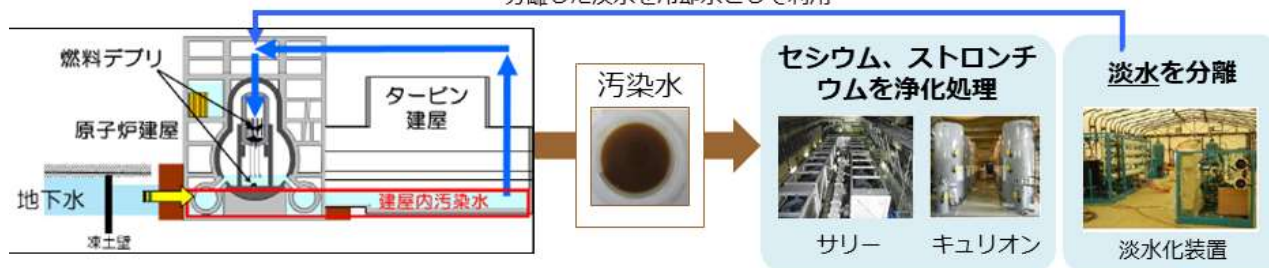 燃料デブリ
原子炉建屋
タービン
建屋
地下水
凍土壁
建屋内汚染水
汚染水
セシウム、ストロンチ
ウムを浄化処理
サリー
キュリオン
淡水を分離
淡水化装置